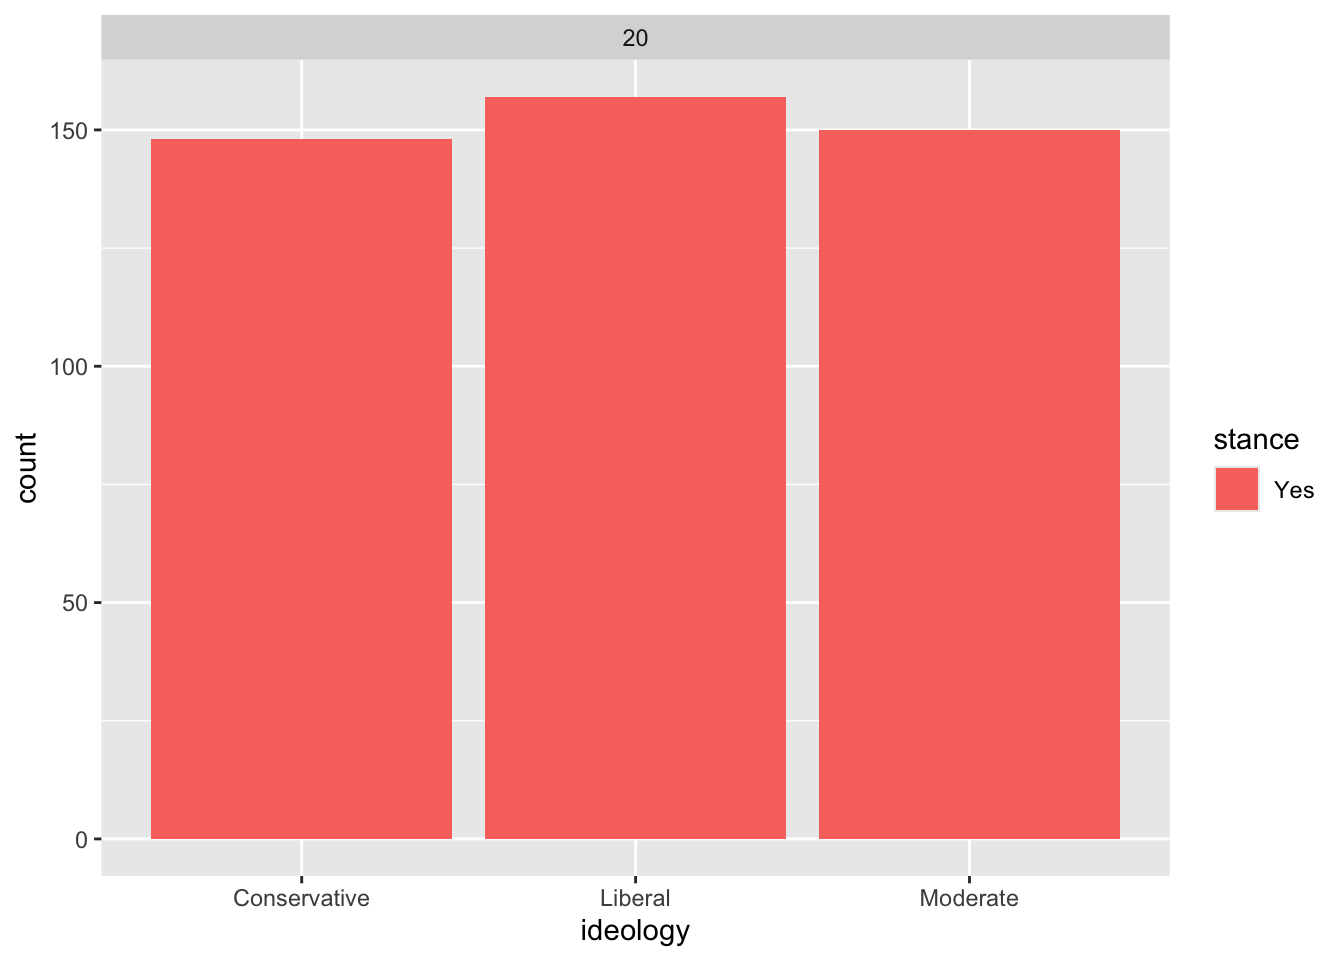 20
150
100
50
0
count
Conservative
Liberal
Moderate
ideology
stance
Yes